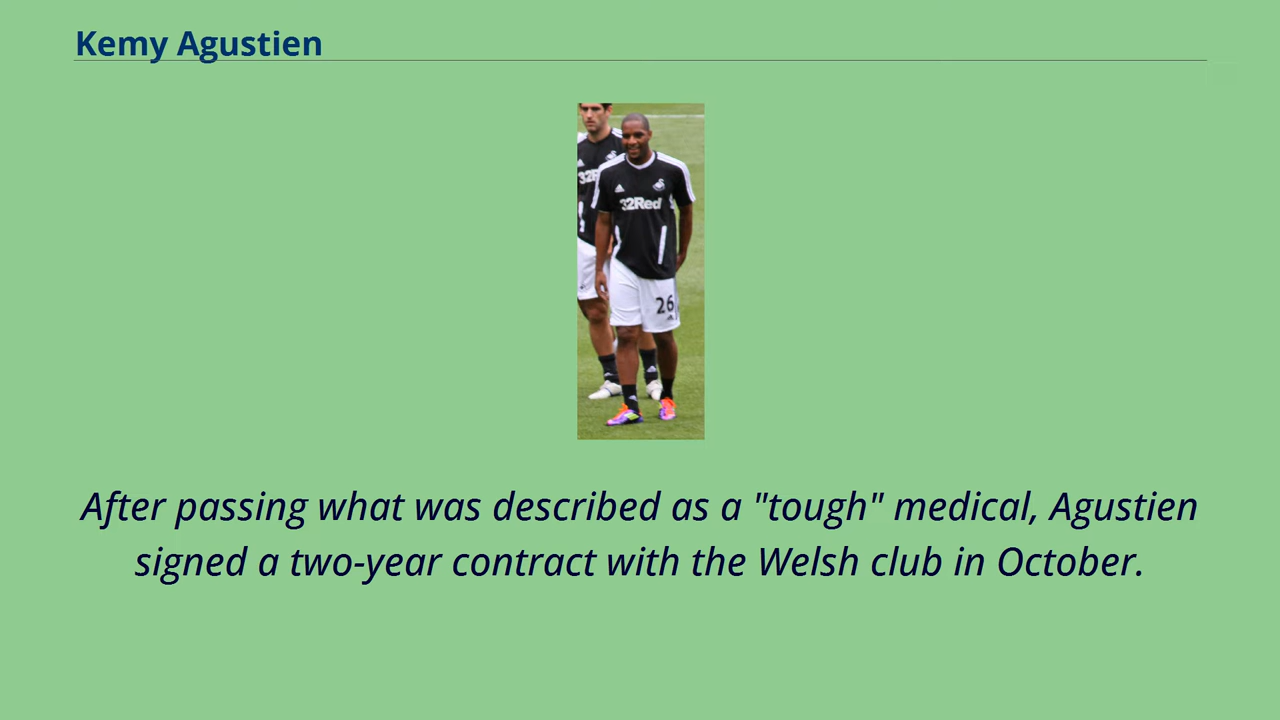 Kemy Agustien
32Red
26
After passing what was described as a "tough" medical, Agustien
signed a two-year contract with the Welsh club in October.